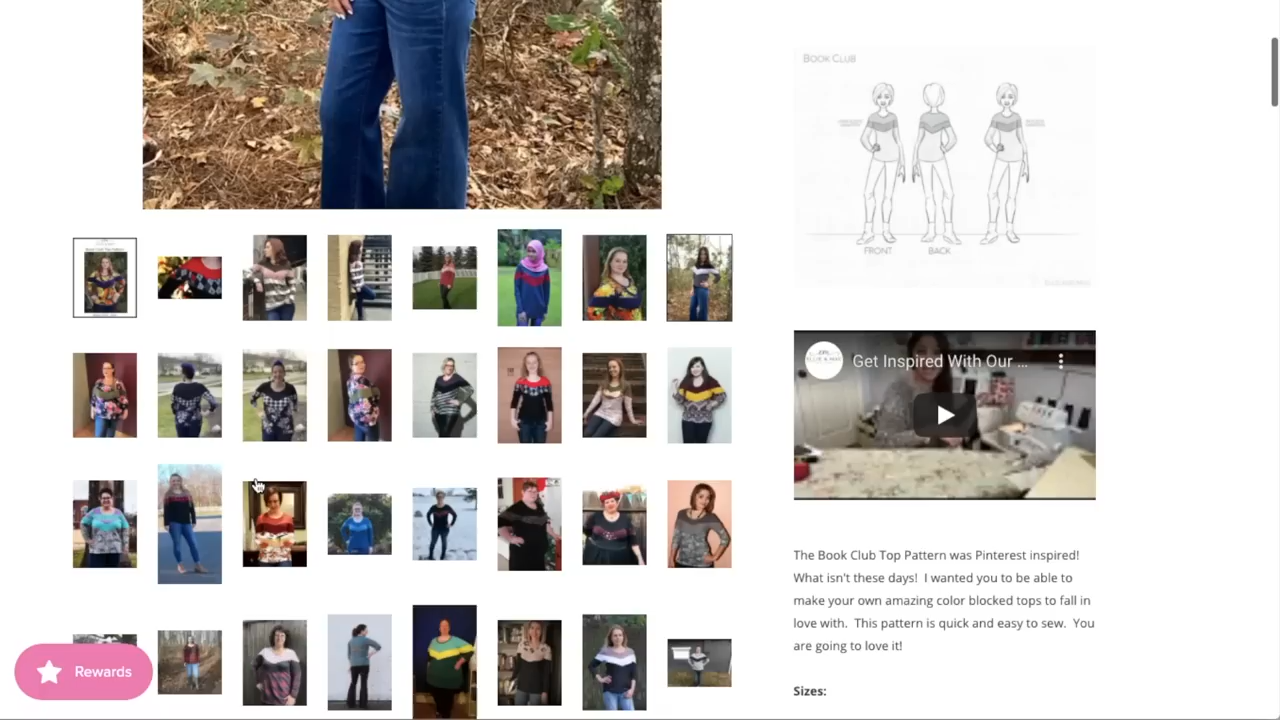 BOOK CLUB
FRONT
BACK
Get Inspired With Our ...
The Book Club Top Pattern was Pinterest inspired!
What isn't these days!  I wanted you to be able to
make your own amazing color blocked tops to fall in
love with.  This pattern is quick and easy to sew.  You
are going to love it!
Sizes:
Rewards